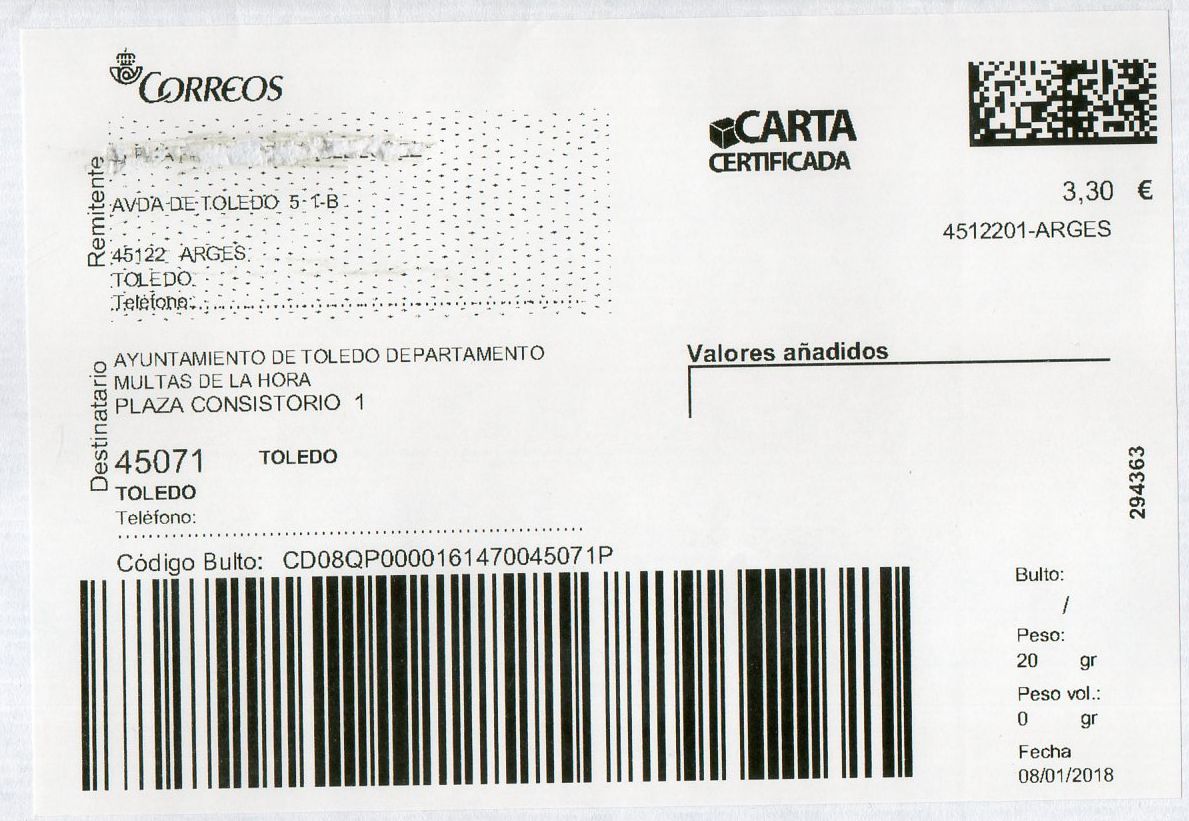 CORREOS
CARTA
CERTIFICADA
3,30 €
4512201-ARGES
Remitente
AVDA DE TOLEDO 5-1-B
45122 ARGES
TOLEDO
Teléfono:
Destinatario
AYUNTAMIENTO DE TOLEDO DEPARTAMENTO
MULTAS DE LA HORA
PLAZA CONSISTORIO 1
45071 TOLEDO
TOLEDO
Teléfono:
Valores añadidos
294363
Código Bulto: CD08QP0000161470045071P
Bulto:
/
Peso:
20 gr
Peso vol.:
0 gr
Fecha
08/01/2018